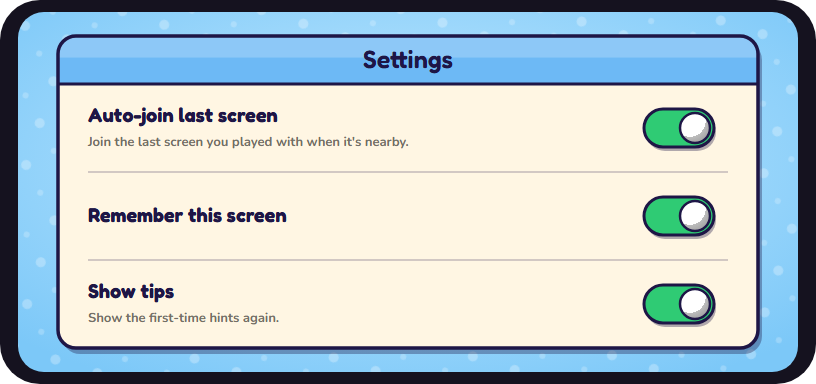 Settings
Auto-join last screen
Join the last screen you played with when it's nearby.
Remember this screen
Show tips
Show the first-time hints again.